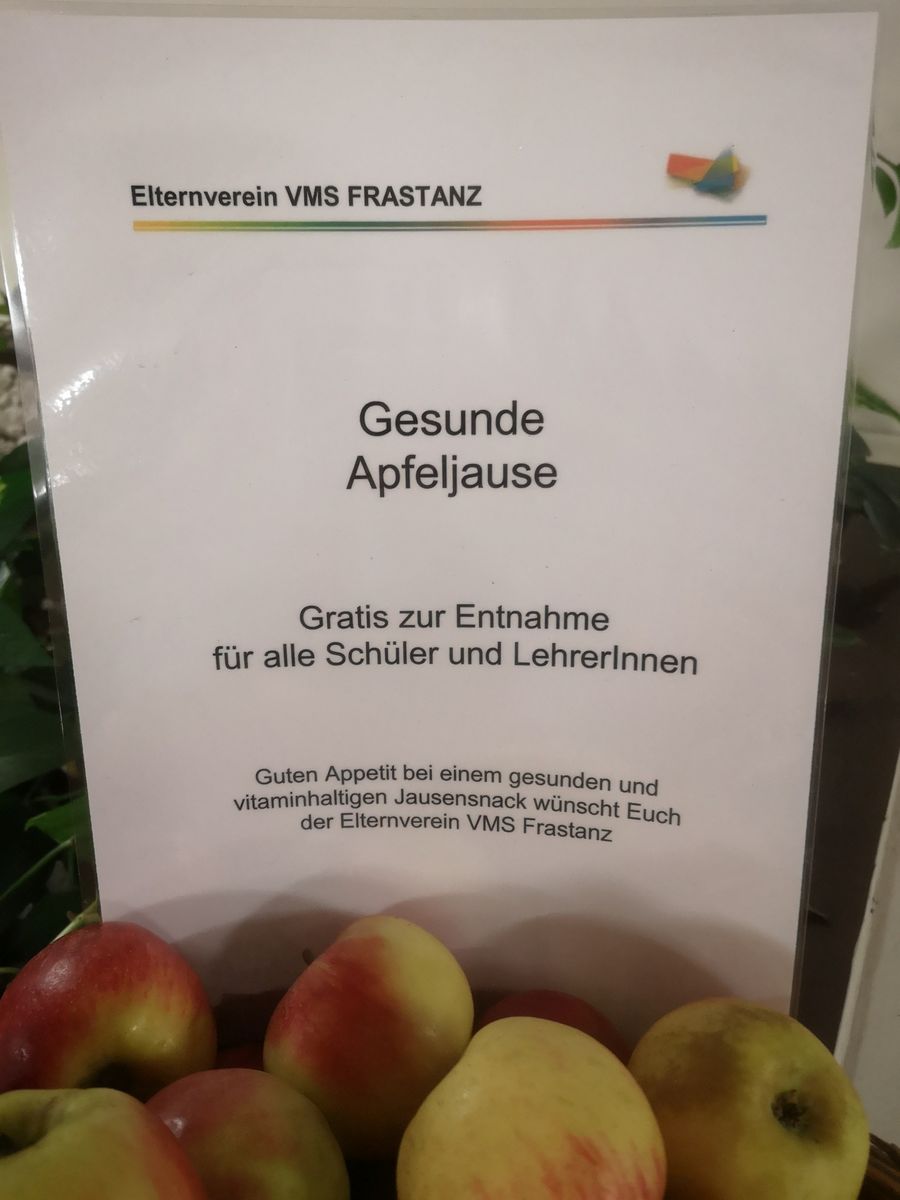 Elternverein VMS FRASTANZ
Gesunde
Apfeljause
Gratis zur Entnahme
für alle Schüler und LehrerInnen
Guten Appetit bei einem gesunden und
vitaminhaltigen Jausensnack wünscht Euch
der Elternverein VMS Frastanz